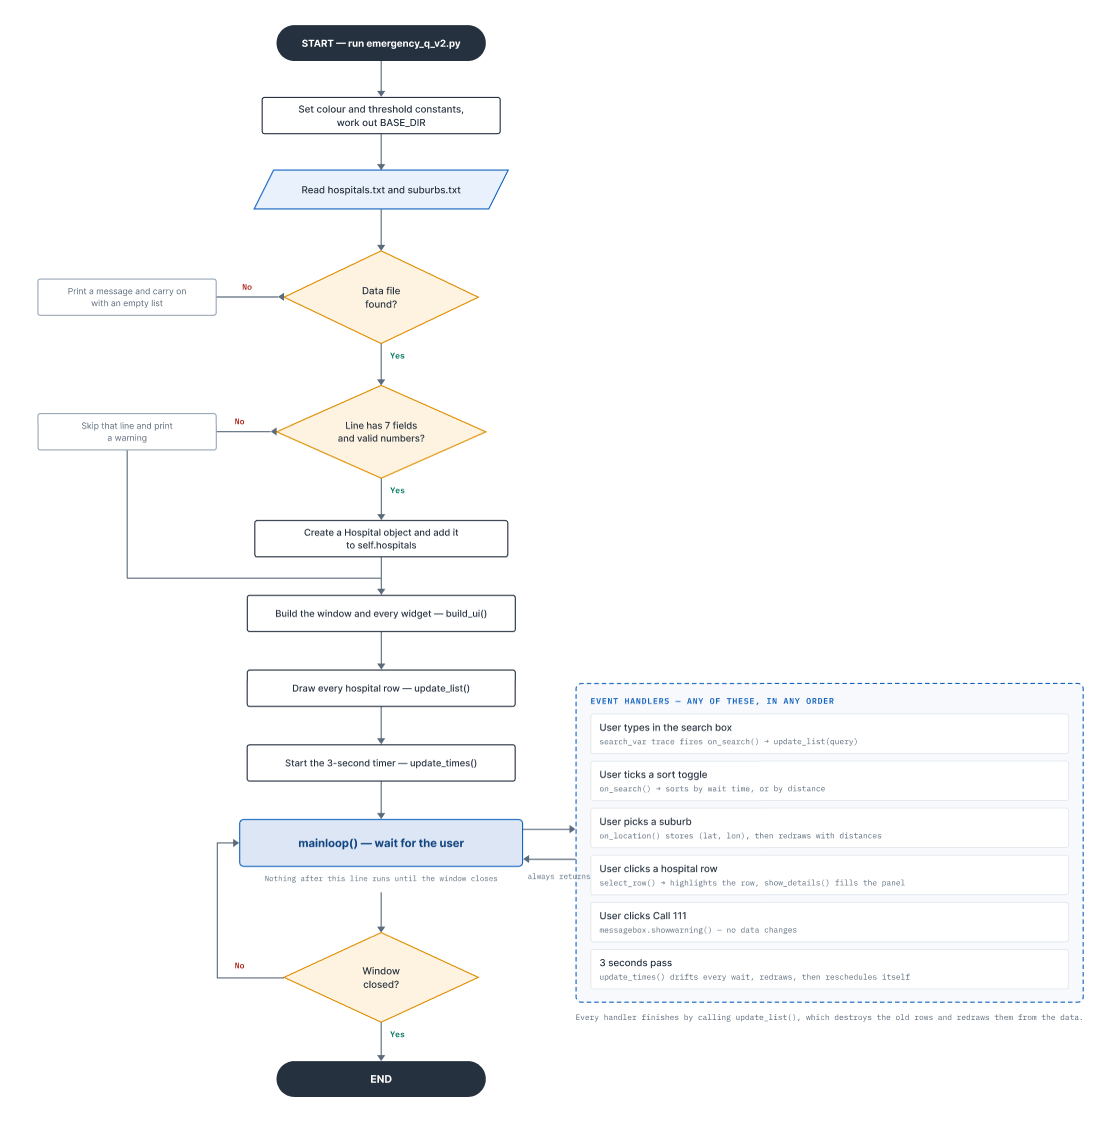 START — run emergency_q_v2.py
Set colour and threshold constants,
work out BASE_DIR
Read hospitals.txt and suburbs.txt
Data file
found?
No
Print a message and carry on
with an empty list
Yes
Line has 7 fields
and valid numbers?
No
Skip that line and print
a warning
Yes
Create a Hospital object and add it
to self.hospitals
Build the window and every widget — build_ui()
Draw every hospital row — update_list()
Start the 3-second timer — update_times()
mainloop() — wait for the user
Nothing after this line runs until the window closes
always returns
Window
closed?
No
Yes
END
EVENT HANDLERS — ANY OF THESE, IN ANY ORDER
User types in the search box
search_var trace fires on_search() → update_list(query)
User ticks a sort toggle
on_search() → sorts by wait time, or by distance
User picks a suburb
on_location() stores (lat, lon), then redraws with distances
User clicks a hospital row
select_row() → highlights the row, show_details() fills the panel
User clicks Call 111
messagebox.showwarning() — no data changes
3 seconds pass
update_times() drifts every wait, redraws, then reschedules itself
Every handler finishes by calling update_list(), which destroys the old rows and redraws them from the data.